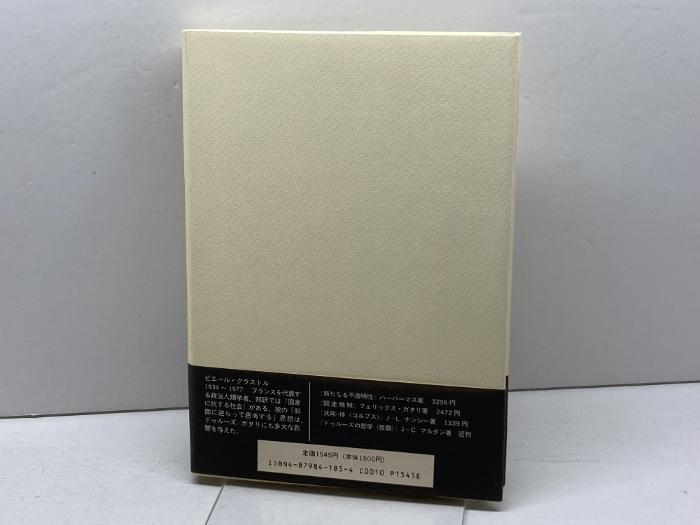 ピエール・クラストル
1934〜1977 フランスを代表す
る政治人類学者。邦訳では「国家
に抗する社会」がある。彼の「斜
面に逆らって思考する」思想は、
ドゥルーズ／ガタリにも多大な影
響を与えた。
「新たなる不透明性」ハーバーマス著 3296円
「闘走機械」フェリックス・ガタリ著 2472円
「共同-体（コルプス）」J-L.ナンシー著 1339円
「ドゥルーズの哲学（仮題）」J-C.マルタン著 近刊
定価1545円（本体1500円）
ISBN4-87984-185-4 C0010 P1545E